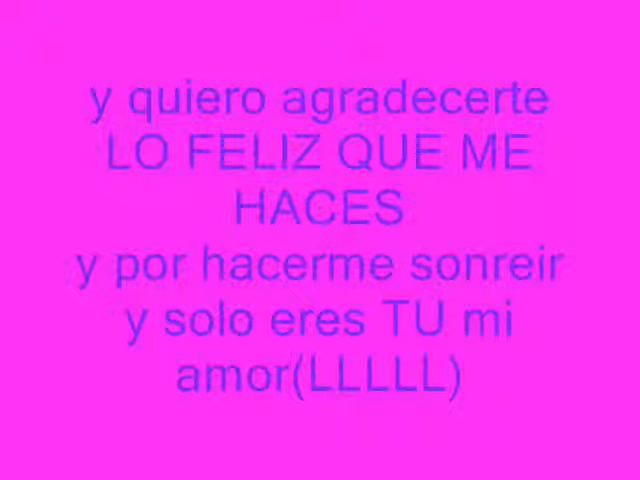 y quiero agradecerte
LO FELIZ QUE ME
HACES
y por hacerme sonreir
y solo eres TU mi
amor(LLLLL)